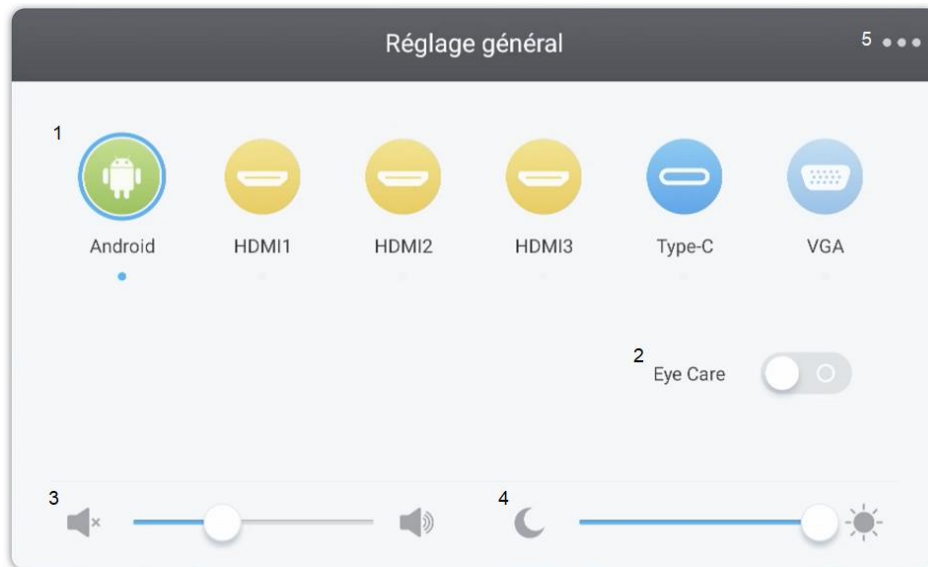 Réglage général
5
1
Android
HDMI1
HDMI2
HDMI3
Type-C
VGA
2
Eye Care
3
4